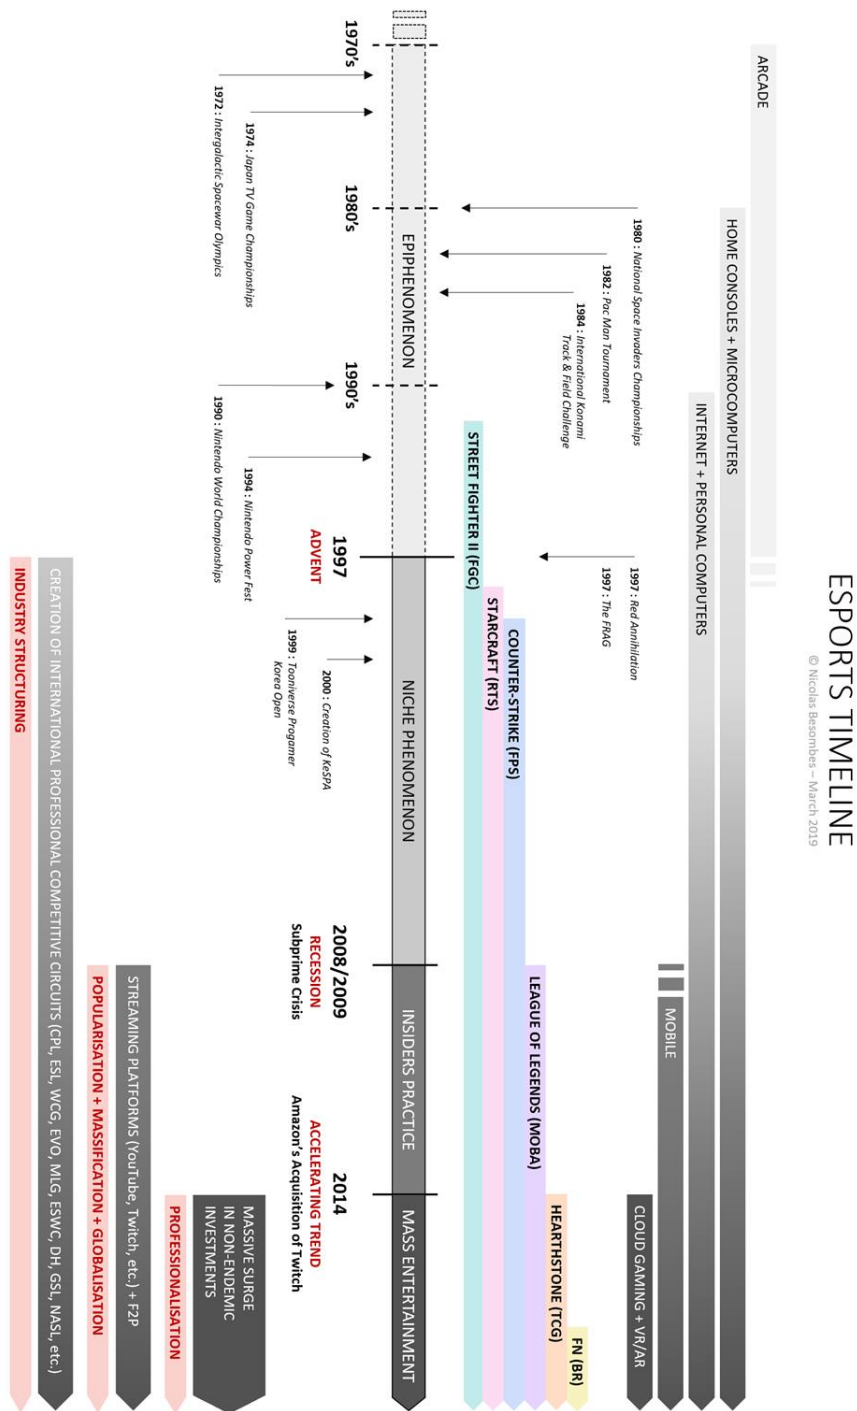 ESPORTS TIMELINE
© Nicolas Besombes – March 2019
ARCADE
HOME CONSOLES + MICROCOMPUTERS
INTERNET + PERSONAL COMPUTERS
MOBILE
CLOUD GAMING + VR/AR
1980 : National Space Invaders Championships
1982 : Pac Man Tournament
1984 : International Konami
Track & Field Challenge
1997 : Red Annihilation
1997 : The FRAG
FN (BR)
HEARTHSTONE (TCG)
LEAGUE OF LEGENDS (MOBA)
COUNTER-STRIKE (FPS)
STARCRAFT (RTS)
STREET FIGHTER II (FGC)
EPIPHENOMENON
NICHE PHENOMENON
INSIDERS PRACTICE
MASS ENTERTAINMENT
1970's
1980's
1990's
1997
ADVENT
2008/2009
RECESSION
Subprime Crisis
2014
ACCELERATING TREND
Amazon's Acquisition of Twitch
1974 : Japan TV Game Championships
1972 : Intergalactic Spacewar Olympics
1994 : Nintendo Power Fest
1990 : Nintendo World Championships
2000 : Creation of KeSPA
1999 : Tooniverse Progamer
Korea Open
MASSIVE SURGE
IN NON-ENDEMIC
INVESTMENTS
PROFESSIONALISATION
STREAMING PLATFORMS (YouTube, Twitch, etc.) + F2P
POPULARISATION + MASSIFICATION + GLOBALISATION
CREATION OF INTERNATIONAL PROFESSIONAL COMPETITIVE CIRCUITS (CPL, ESL, WCG, EVO, MLG, ESWC, DH, GSL, NASL, etc.)
INDUSTRY STRUCTURING